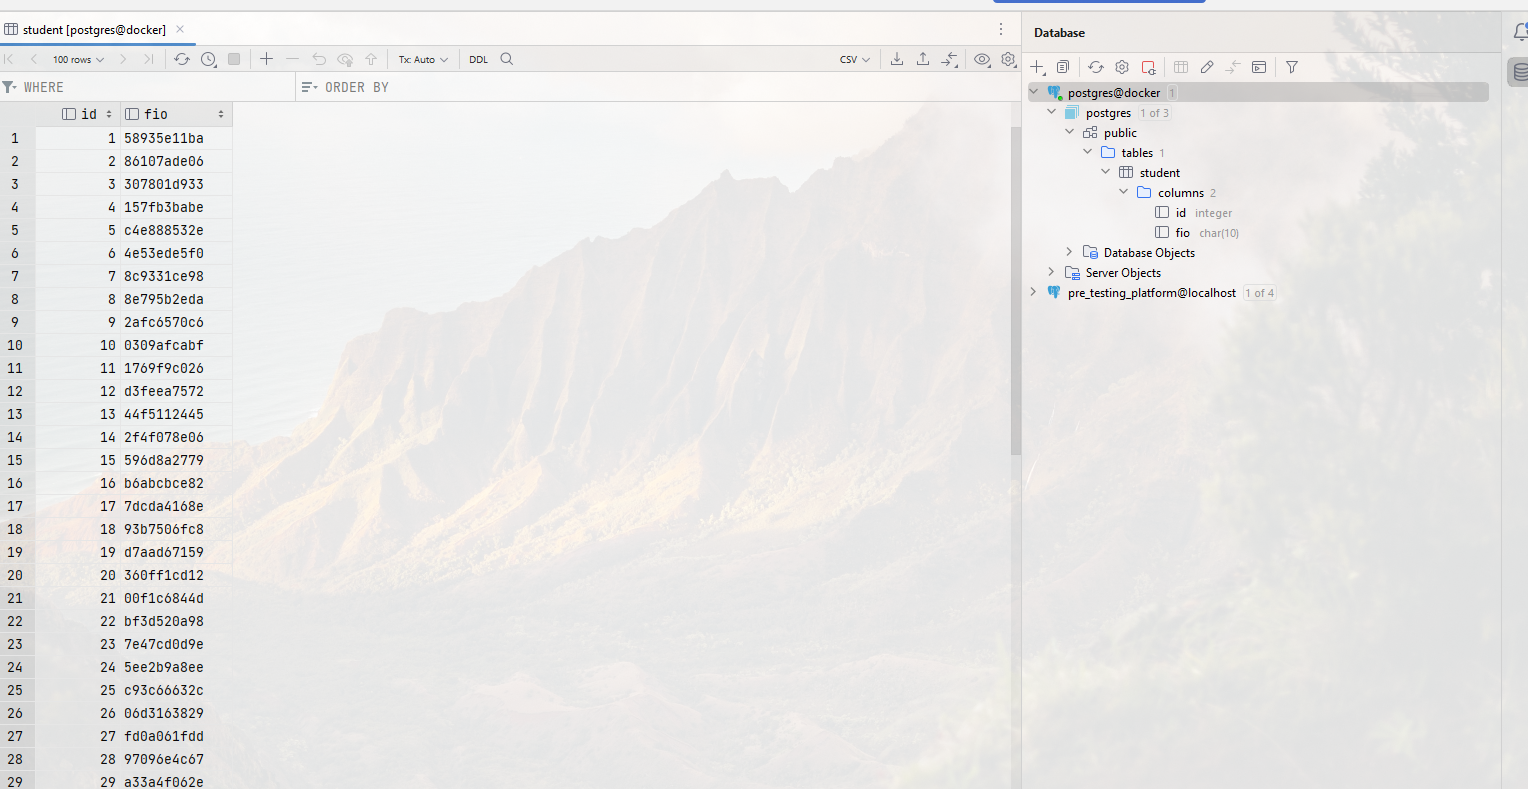 student [postgres@docker]
100 rows
Tx: Auto
DDL
CSV
WHERE
ORDER BY
id fio
1 1 58935e11ba
2 2 86107ade06
3 3 307801d933
4 4 157fb3babe
5 5 c4e888532e
6 6 4e53ede5f0
7 7 8c9331ce98
8 8 8e795b2eda
9 9 2afc6570c6
10 10 0309afcabf
11 11 1769f9c026
12 12 d3feea7572
13 13 44f5112445
14 14 2f4f078e06
15 15 596d8a2779
16 16 b6abcbce82
17 17 7dcda4168e
18 18 93b7506fc8
19 19 d7aad67159
20 20 360ff1cd12
21 21 00f1c6844d
22 22 bf3d520a98
23 23 7e47cd0d9e
24 24 5ee2b9a8ee
25 25 c93c66632c
26 26 06d3163829
27 27 fd0a061fdd
28 28 97096e4c67
29 29 a33a4f062e
Database
postgres@docker 1
postgres 1 of 3
public
tables 1
student
columns 2
id integer
fio char(10)
Database Objects
Server Objects
pre_testing_platform@localhost 1 of 4